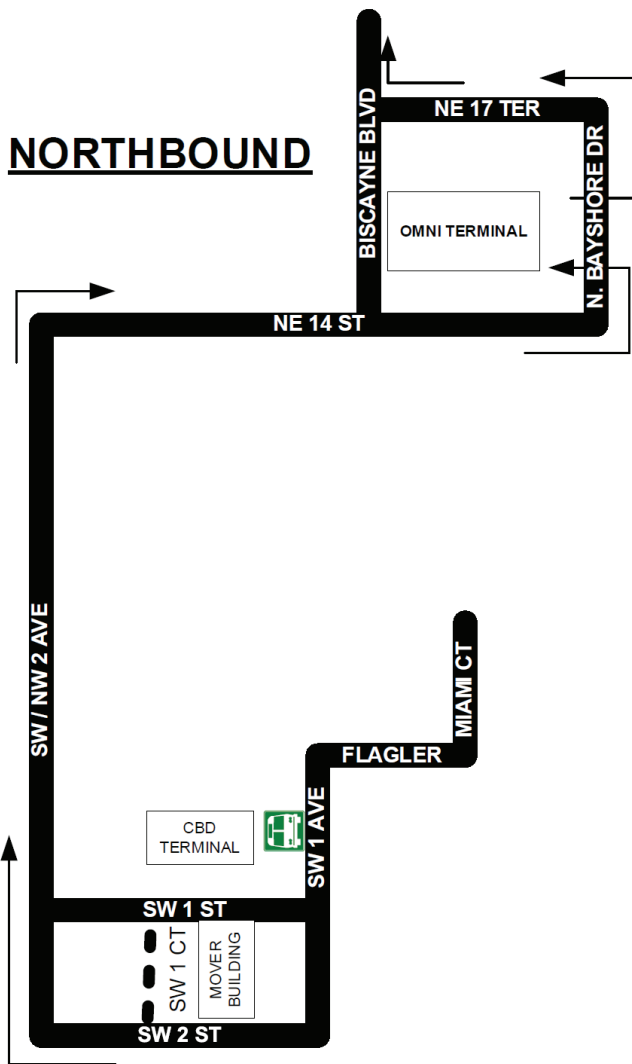 NE 17 TER
BISCAYNE BLVD
NORTHBOUND
N. BAYSHORE DR
OMNI TERMINAL
NE 14 ST
SW / NW 2 AVE
MIAMI CT
FLAGLER
SW 1 AVE
CBD
TERMINAL
SW 1 ST
SW 1 CT
MOVER
BUILDING
SW 2 ST